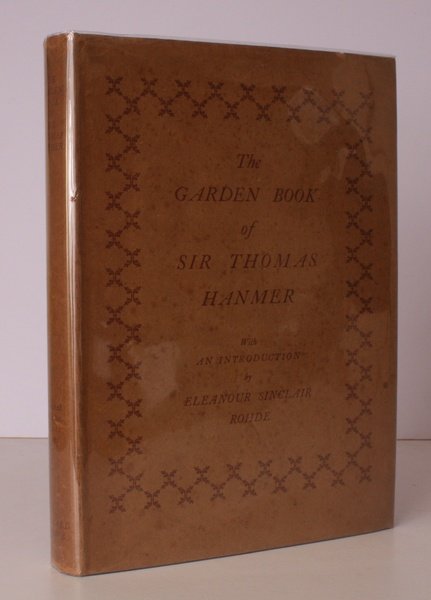 The
GARDEN BOOK
of
SIR THOMAS
HANMER
With
AN INTRODUCTION
by
ELEANOUR SINCLAIR
ROHDE